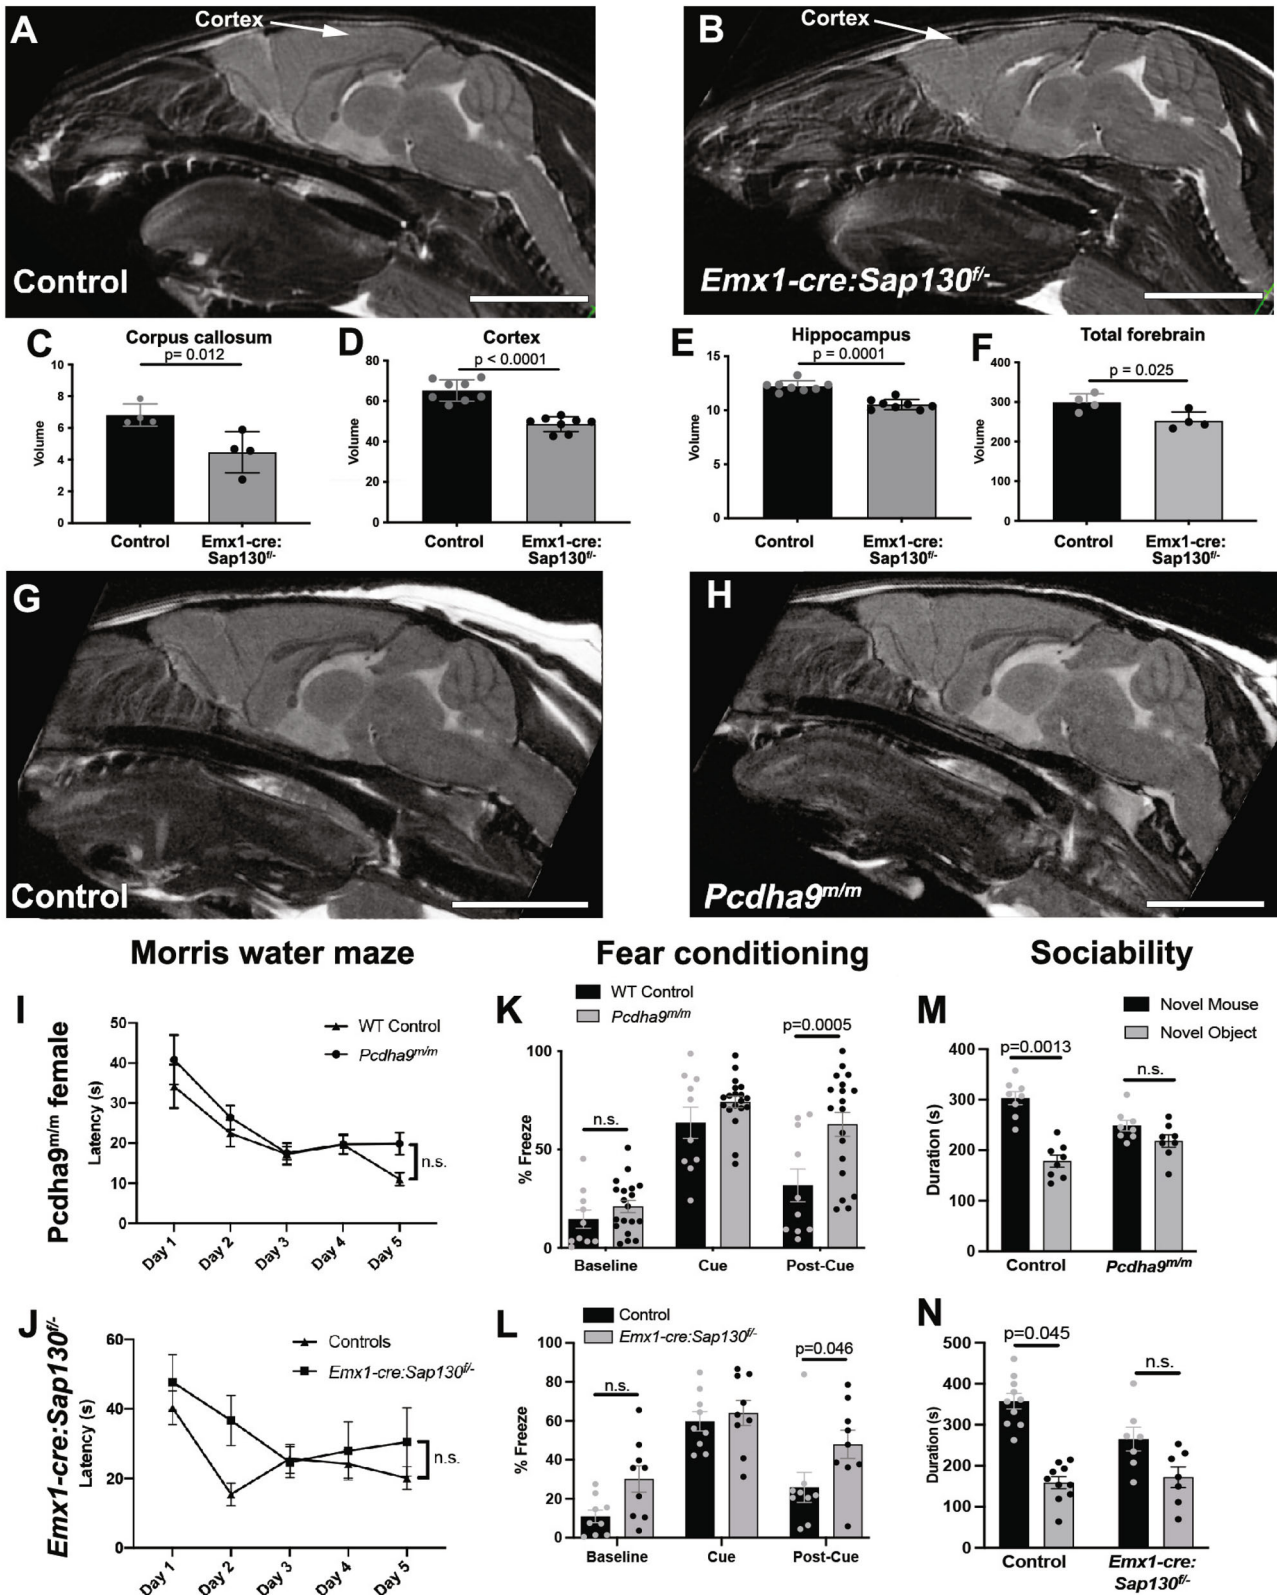 A
Cortex
Control
B
Cortex
Emx1-cre:Sap130f/-
C
Corpus callosum
p= 0.012
Volume
10
8
6
4
2
0
Control
Emx1-cre:
Sap130f/-
D
Cortex
p < 0.0001
Volume
80
60
40
20
0
Control
Emx1-cre:
Sap130f/-
E
Hippocampus
p = 0.0001
Volume
15
10
5
0
Control
Emx1-cre:
Sap130f/-
F
Total forebrain
p = 0.025
Volume
400
300
200
100
0
Control
Emx1-cre:
Sap130f/-
G
Control
H
Pcdha9m/m
Morris water maze
Fear conditioning
Sociability
Pcdha9m/m female
I
WT Control
Pcdha9m/m
Latency (s)
50
40
30
20
10
0
n.s.
Day 1
Day 2
Day 3
Day 4
Day 5
K
WT Control
Pcdha9m/m
p=0.0005
n.s.
% Freeze
100
50
0
Baseline
Cue
Post-Cue
M
Novel Mouse
Novel Object
p=0.0013
n.s.
Duration (s)
400
300
200
100
0
Control
Pcdha9m/m
Emx1-cre:Sap130f/-
J
Controls
Emx1-cre:Sap130f/-
Latency (s)
60
40
20
0
n.s.
Day 1
Day 2
Day 3
Day 4
Day 5
L
Control
Emx1-cre:Sap130f/-
p=0.046
n.s.
% Freeze
100
80
60
40
20
0
Baseline
Cue
Post-Cue
N
p=0.045
n.s.
Duration (s)
500
400
300
200
100
0
Control
Emx1-cre:
Sap130f/-